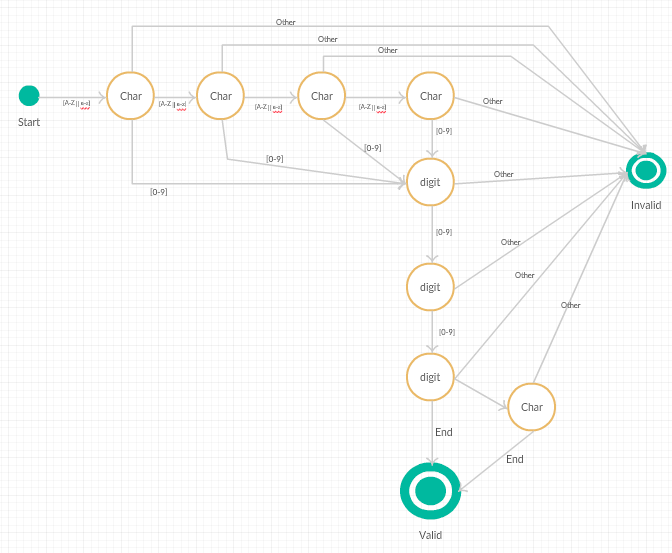 Other
Other
Other
Char
Char
Char
Char
Other
[A-Z || a-z]
[A-Z || a-z]
[A-Z || a-z]
[A-Z || a-z]
Start
[0-9]
[0-9]
[0-9]
[0-9]
digit
Other
Invalid
[0-9]
Other
Other
digit
Other
[0-9]
digit
Char
End
End
Valid